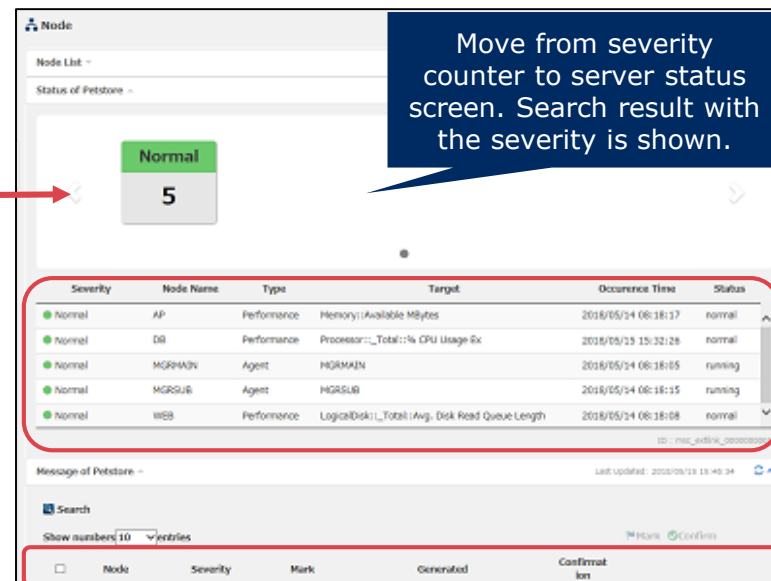 Node
Move from severity
counter to server status
screen. Search result with
the severity is shown.
Node List
Status of Petstore
Normal
5
Severity Node Name Type Target Occurence Time Status
Normal AP Performance Memory::Available MBytes 2018/05/14 08:18:17 normal
Normal DB Performance Processor::_Total::% CPU Usage Ex 2018/05/15 15:32:26 normal
Normal MGRMAIN Agent MGRMAIN 2018/05/14 08:18:05 running
Normal MGRSUB Agent MGRSUB 2018/05/14 08:18:15 running
Normal WEB Performance LogicalDisk::_Total::Avg. Disk Read Queue Length 2018/05/14 08:18:08 normal
Message of Petstore Last Updated:
Search
Show numbers 10 entries Mark Confirm
Node Severity Mark Generated Confirmat
ion